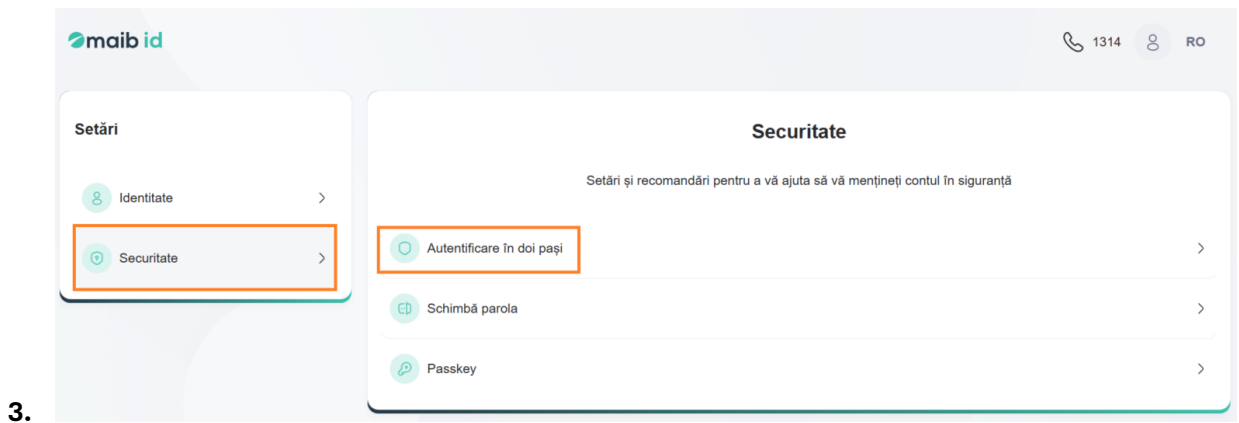 maib id
1314
RO
Setări
Identitate
Securitate
Securitate
Setări și recomandări pentru a vă ajuta să vă mențineți contul în siguranță
Autentificare în doi pași
Schimbă parola
Passkey
3.